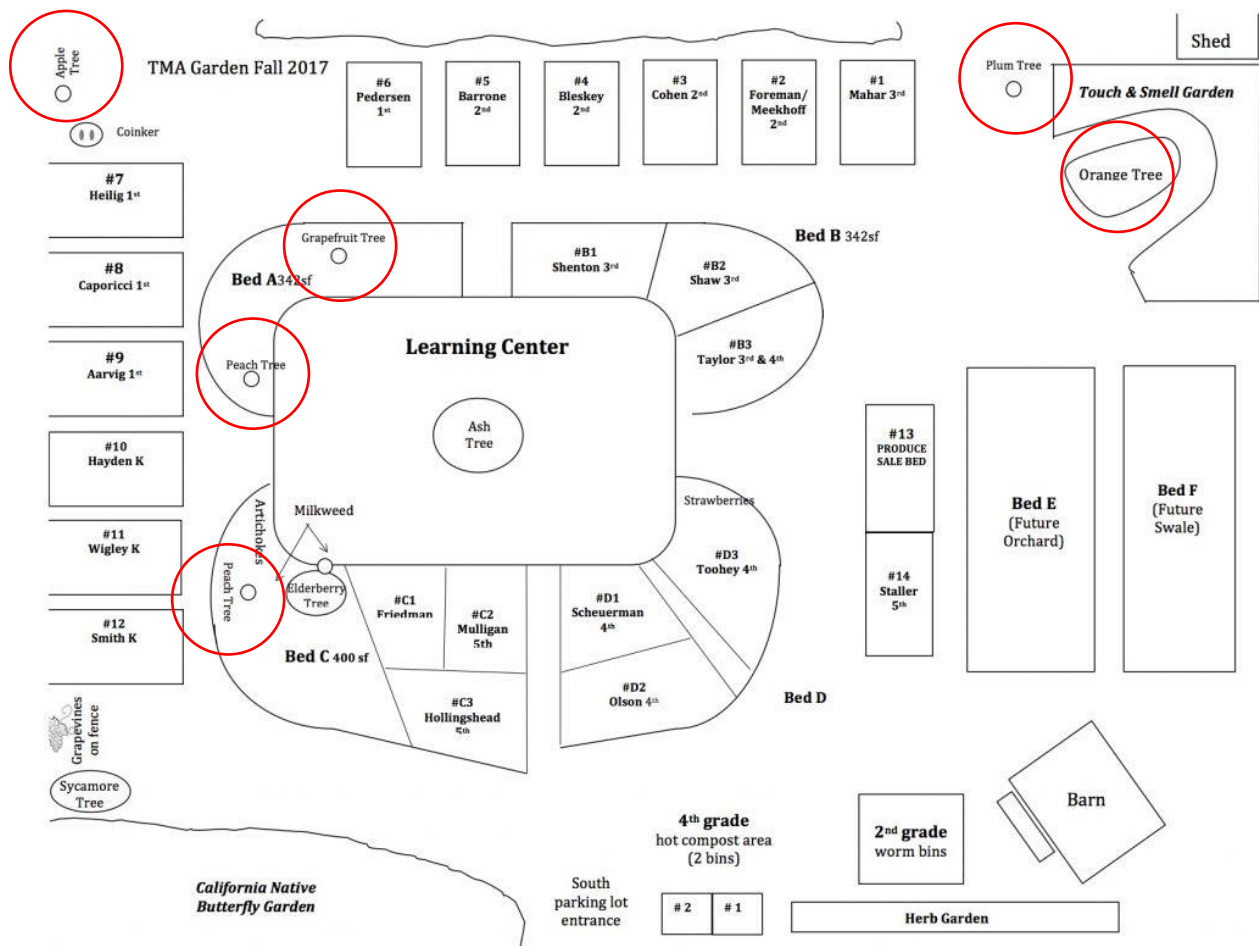 Apple
Tree
TMA Garden Fall 2017
Coinker
#6
Pedersen
1st
#5
Barrone
2nd
#4
Bleskey
2nd
#3
Cohen 2nd
#2
Foreman/
Meekhoff
2nd
#1
Mahar 3rd
Plum Tree
Shed
Touch & Smell Garden
Orange Tree
#7
Heilig 1st
#8
Caporicci 1st
#9
Aarvig 1st
#10
Hayden K
#11
Wigley K
#12
Smith K
Grapefruit Tree
Bed A342sf
Peach Tree
#B1
Shenton 3rd
#B2
Shaw 3rd
#B3
Taylor 3rd & 4th
Bed B 342sf
Learning Center
Ash
Tree
#13
PRODUCE
SALE BED
#14
Staller
5th
Bed E
(Future
Orchard)
Bed F
(Future
Swale)
Artichokes
Milkweed
Peach Tree
Elderberry
Tree
Bed C 400 sf
#C1
Friedman
#C2
Mulligan
5th
#C3
Hollingshead
5th
Strawberries
#D3
Toohey 4th
#D1
Scheuerman
4th
#D2
Olson 4th
Bed D
Grapevines
on fence
Sycamore
Tree
California Native
Butterfly Garden
4th grade
hot compost area
(2 bins)
South
parking lot
entrance
# 2
# 1
2nd grade
worm bins
Barn
Herb Garden